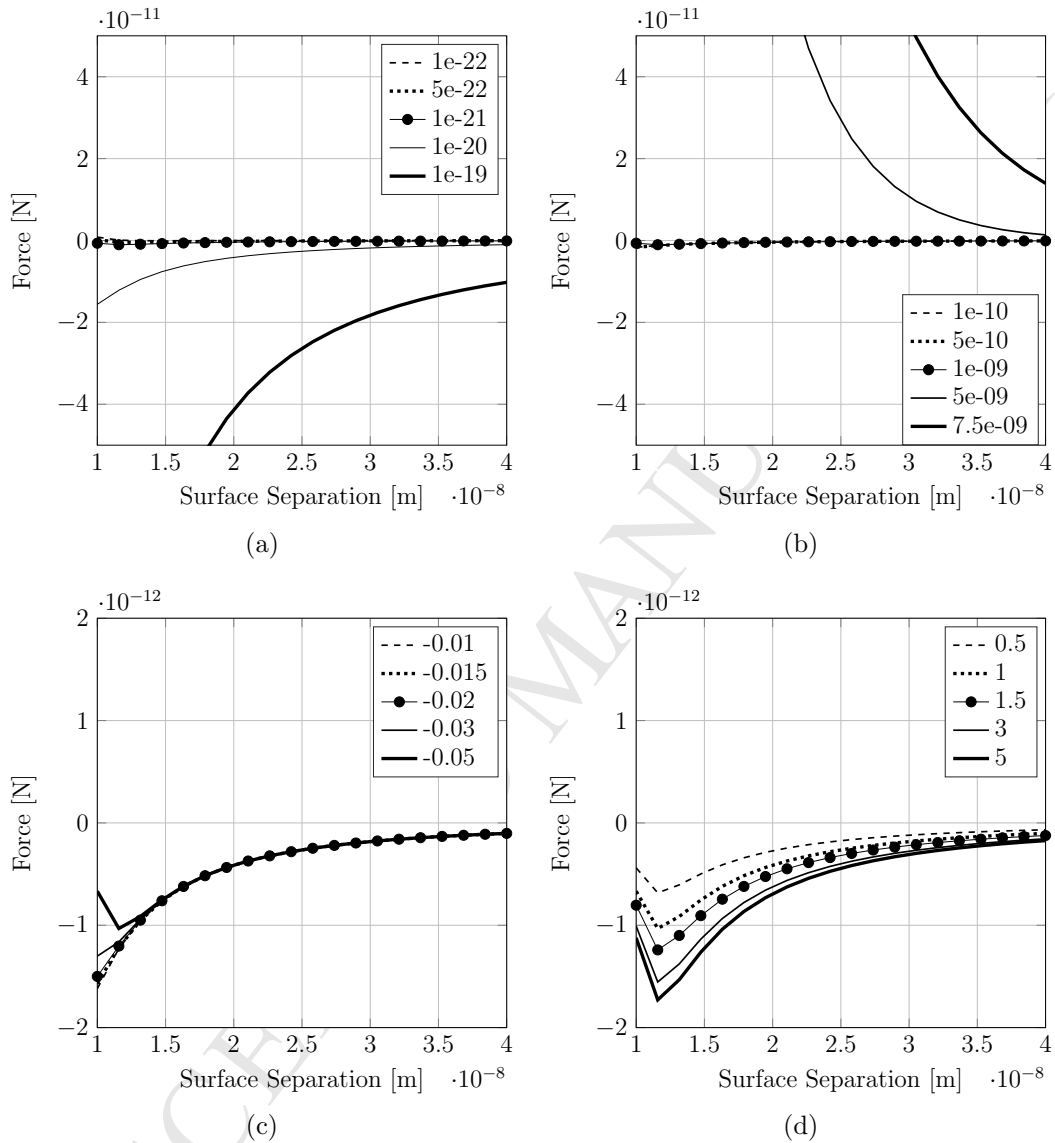 ·10⁻¹¹
4
2
0
−2
−4
Force [N]
1e-22
5e-22
1e-21
1e-20
1e-19
1 1.5 2 2.5 3 3.5 4
Surface Separation [m] ·10⁻⁸
(a)
·10⁻¹¹
4
2
0
−2
−4
Force [N]
1e-10
5e-10
1e-09
5e-09
7.5e-09
1 1.5 2 2.5 3 3.5 4
Surface Separation [m] ·10⁻⁸
(b)
·10⁻¹²
2
1
0
−1
−2
Force [N]
-0.01
-0.015
-0.02
-0.03
-0.05
1 1.5 2 2.5 3 3.5 4
Surface Separation [m] ·10⁻⁸
(c)
·10⁻¹²
2
1
0
−1
−2
Force [N]
0.5
1
1.5
3
5
1 1.5 2 2.5 3 3.5 4
Surface Separation [m] ·10⁻⁸
(d)